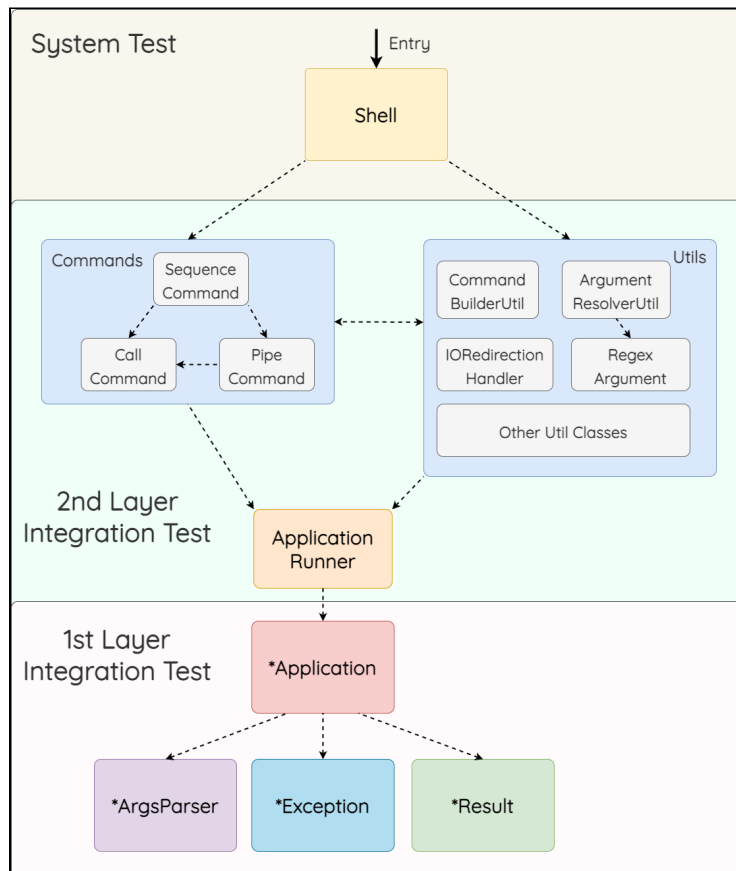 System Test
Entry
Shell
Commands
Sequence
Command
Call
Command
Pipe
Command
Utils
Command
BuilderUtil
Argument
ResolverUtil
IORedirection
Handler
Regex
Argument
Other Util Classes
2nd Layer
Integration Test
Application
Runner
1st Layer
Integration Test
*Application
*ArgsParser
*Exception
*Result